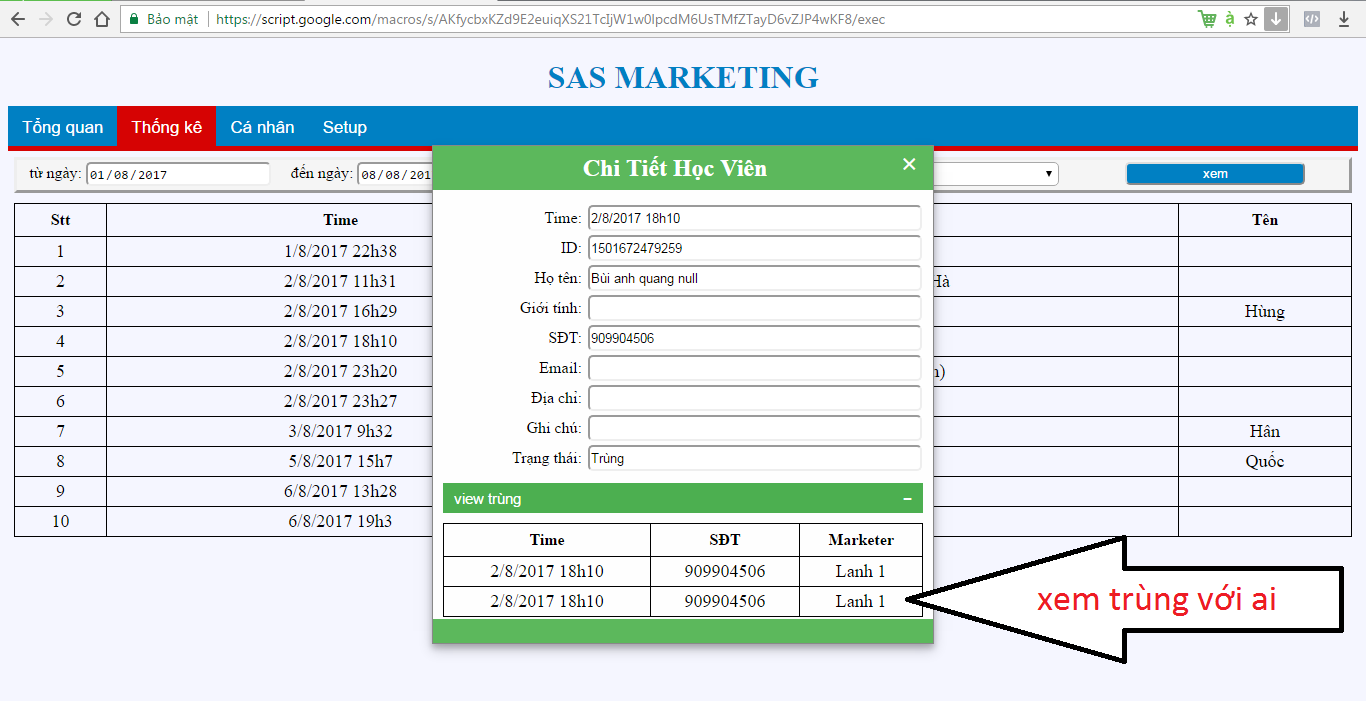 Bảo mật https://script.google.com/macros/s/AKfycbxKZd9E2euiqXS21TcIjW1w0IpcdM6UsTMfZTayD6vZJP4wKF8/exec
SAS MARKETING
Tổng quan Thống kê Cá nhân Setup
từ ngày: 01/08/2017 đến ngày: 08/08/201 xem
Stt Time Tên
1 1/8/2017 22h38
2 2/8/2017 11h31 Hà
3 2/8/2017 16h29 Hùng
4 2/8/2017 18h10
5 2/8/2017 23h20
6 2/8/2017 23h27
7 3/8/2017 9h32 Hân
8 5/8/2017 15h7 Quốc
9 6/8/2017 13h28
10 6/8/2017 19h3
Chi Tiết Học Viên ×
Time: 2/8/2017 18h10
ID: 1501672479259
Họ tên: Bùi anh quang null
Giới tính:
SĐT: 909904506
Email:
Địa chỉ:
Ghi chú:
Trạng thái: Trùng
view trùng −
Time SĐT Marketer
2/8/2017 18h10 909904506 Lanh 1
2/8/2017 18h10 909904506 Lanh 1
xem trùng với ai